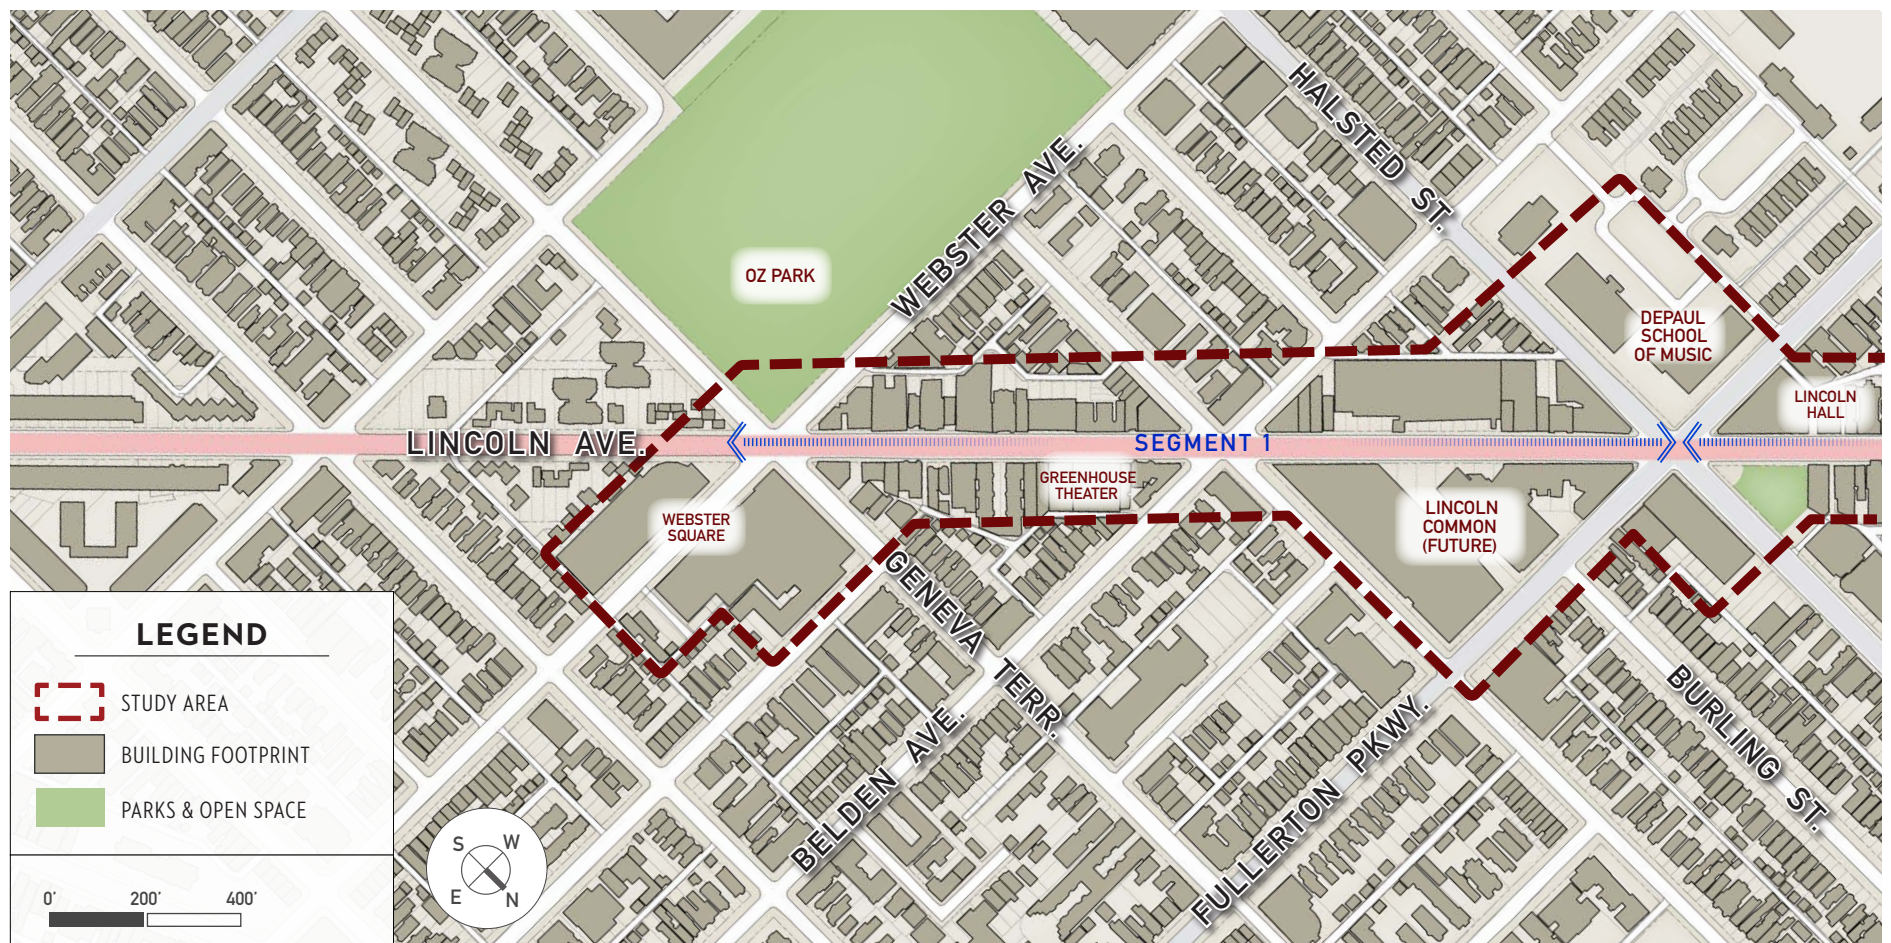 HALSTED ST.
WEBSTER AVE.
OZ PARK
DEPAUL
SCHOOL
OF MUSIC
LINCOLN
HALL
LINCOLN AVE.
SEGMENT 1
GREENHOUSE
THEATER
WEBSTER
SQUARE
LINCOLN
COMMON
(FUTURE)
GENEVA TERR.
BELDEN AVE.
FULLERTON PKWY.
BURLING ST.
LEGEND
STUDY AREA
BUILDING FOOTPRINT
PARKS & OPEN SPACE
0' 200' 400'
S W
E N